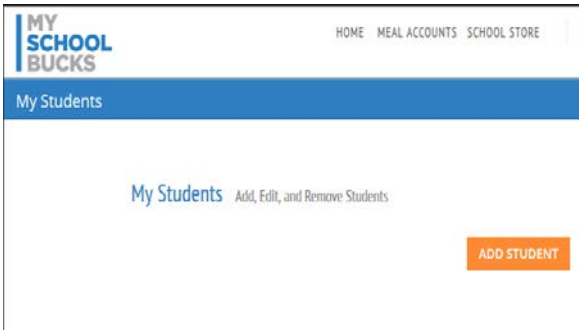 MY
SCHOOL
BUCKS
HOME MEAL ACCOUNTS SCHOOL STORE
My Students
My Students Add, Edit, and Remove Students
ADD STUDENT